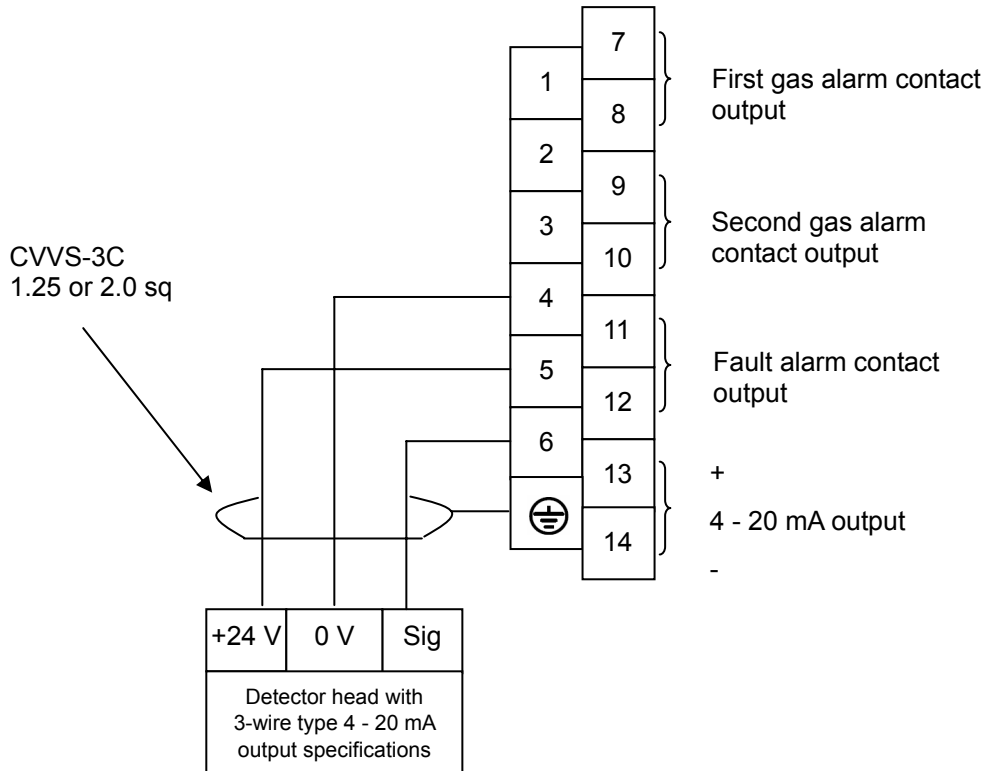 7
1
First gas alarm contact
output
8
2
9
3
Second gas alarm
contact output
10
CVVS-3C
1.25 or 2.0 sq
4
11
5
Fault alarm contact
output
12
6
13
+
4 - 20 mA output
14
-
+24 V
0 V
Sig
Detector head with
3-wire type 4 - 20 mA
output specifications